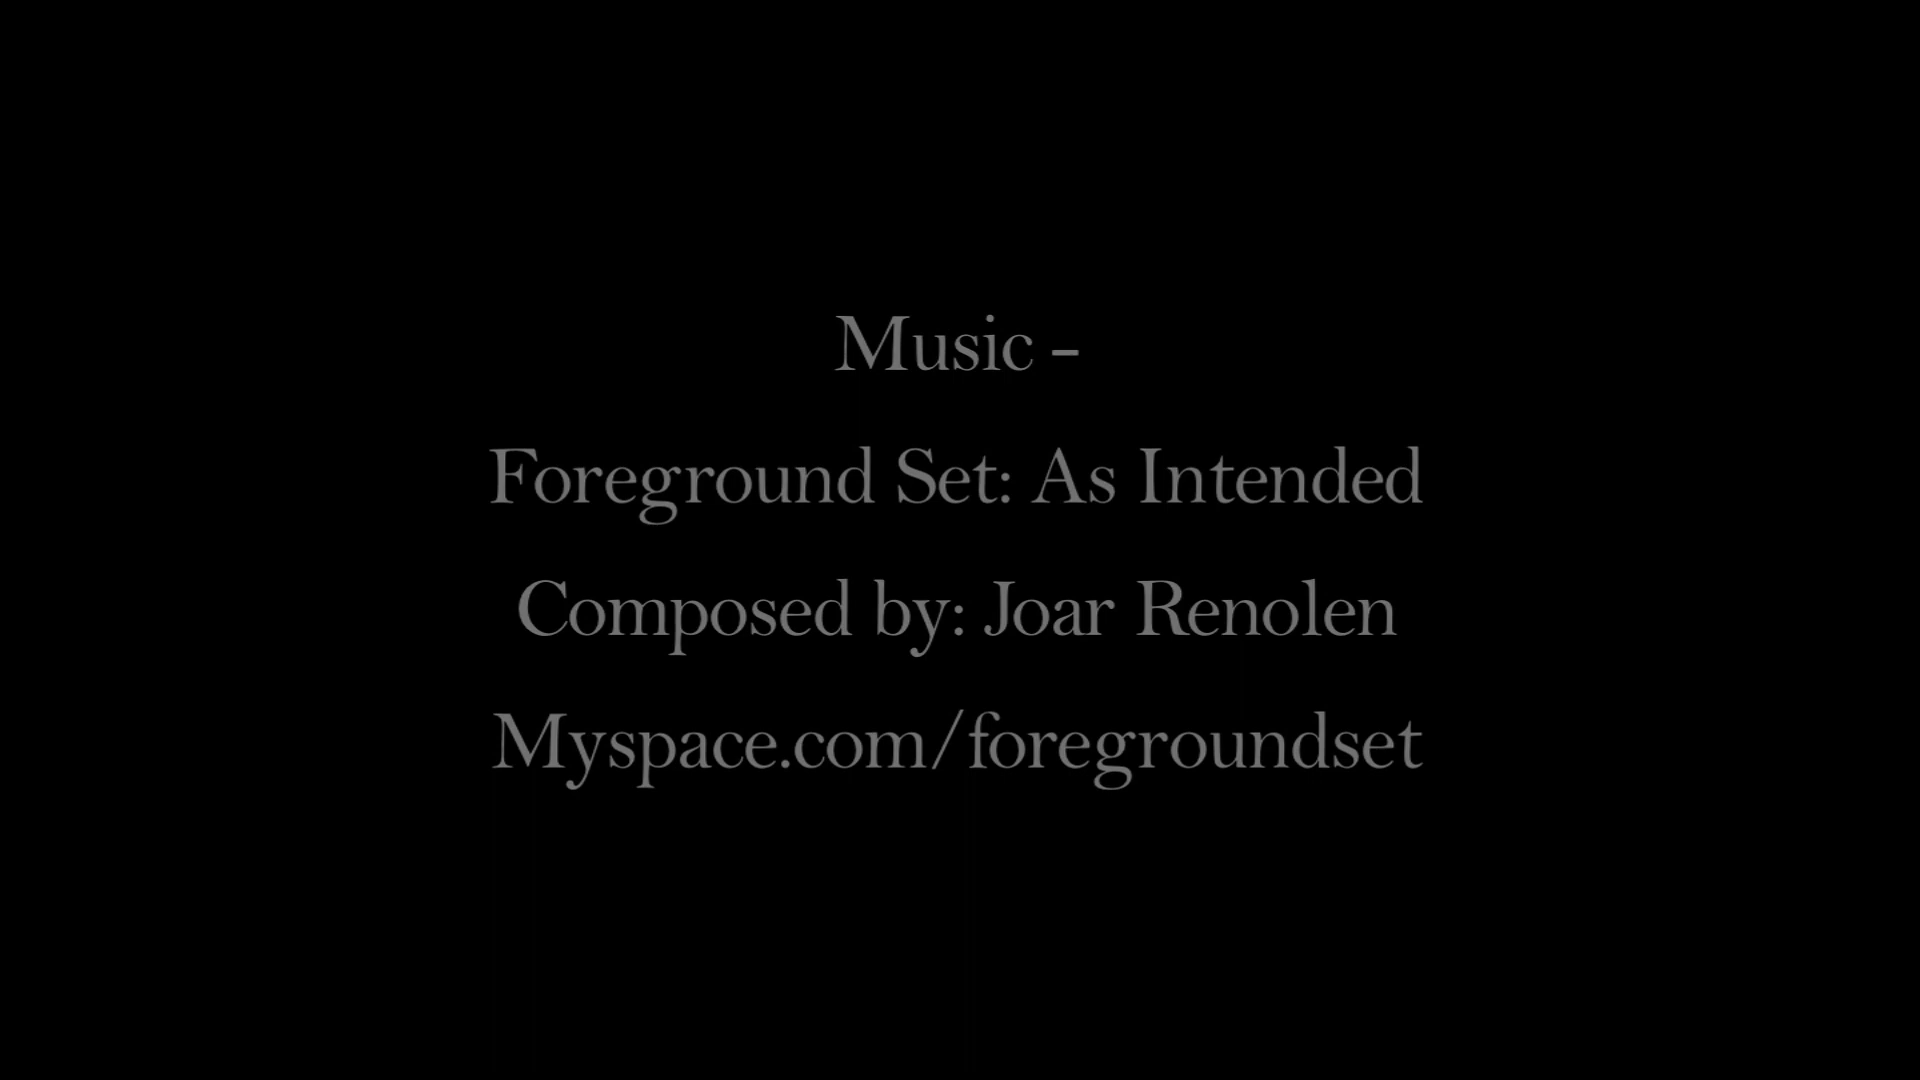 Music -
Foreground Set: As Intended
Composed by: Joar Renolen
Myspace.com/foregroundset